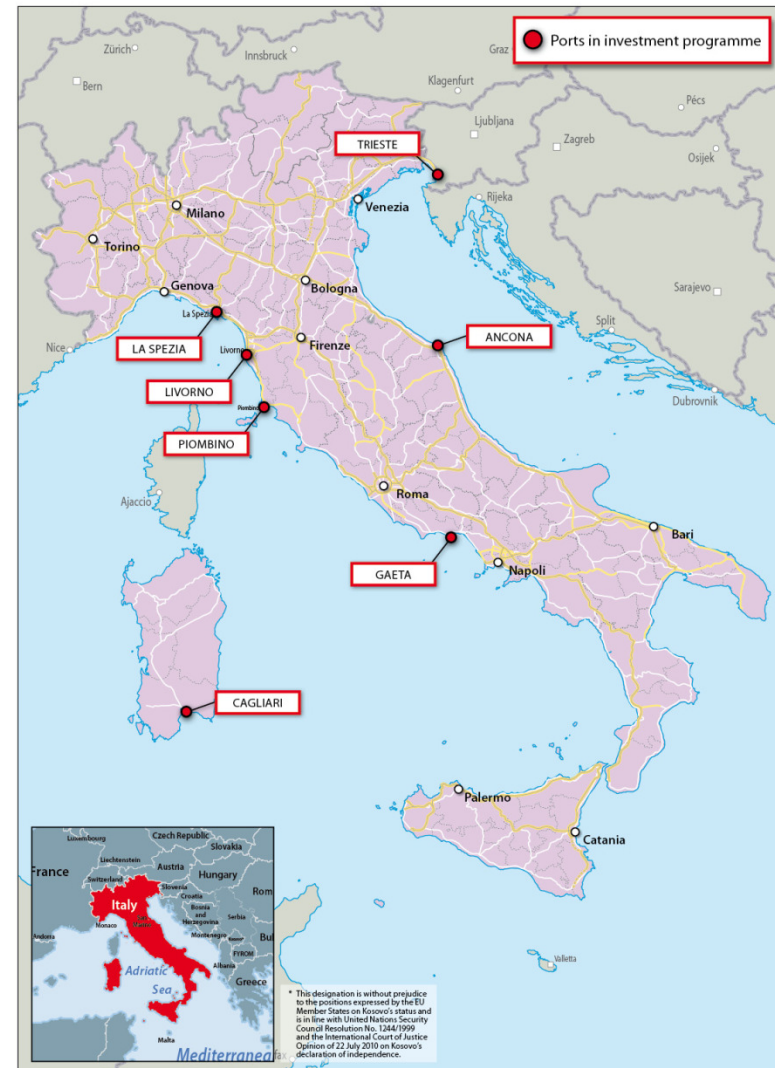 Ports in investment programme
Zürich
Innsbruck
Graz
Bern
Klagenfurt
Pécs
Ljubljana
Zagreb
Osijek
TRIESTE
Rijeka
Venezia
Milano
Torino
Genova
Bologna
Sarajevo
La Spezia
Split
Nice
LA SPEZIA
Livorno
Firenze
ANCONA
LIVORNO
Dubrovnik
Piombino
PIOMBINO
Ajaccio
Roma
Bari
GAETA
Napoli
CAGLIARI
Palermo
Catania
Valletta
Luxembourg
Czech Republic
Slovakia
France
Liechtenstein
Austria
Switzerland
Hungary
Slovenia
Rom
Italy
Croatia
Bosnia
and
Herzegovina
Serbia
Monaco
Andorra
Montenegro
Bul
FYROM
Albania
Adriatic
Sea
Greece
Malta
Mediterranea
* This designation is without prejudice
to the positions expressed by the EU
Member States on Kosovo's status and
is in line with United Nations Security
Council Resolution No. 1244/1999
and the International Court of Justice
Opinion of 22 July 2010 on Kosovo's
declaration of independence.